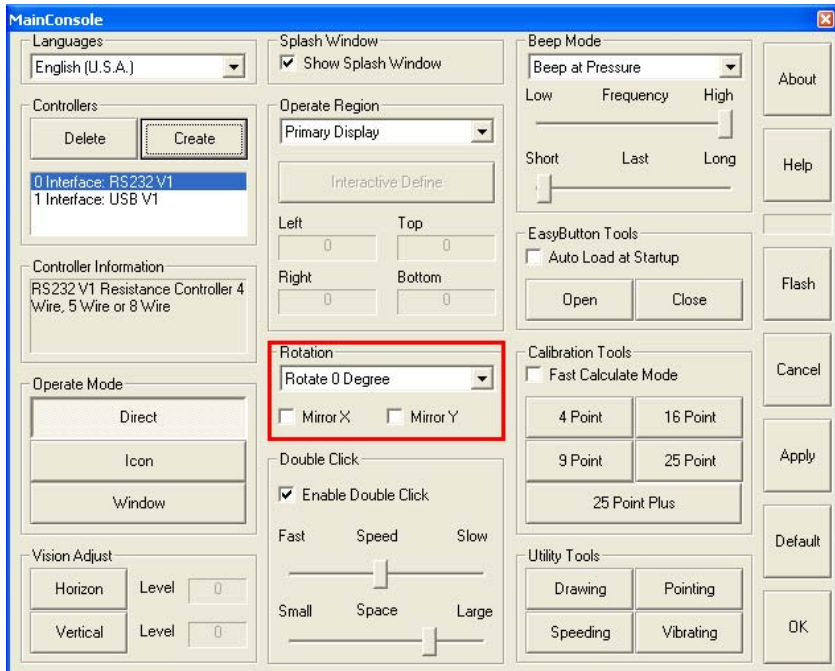 MainConsole
Languages
English (U.S.A.)
Controllers
Delete
Create
0 Interface: RS232 V1
1 Interface: USB V1
Controller Information
RS232 V1 Resistance Controller 4
Wire, 5 Wire or 8 Wire
Operate Mode
Direct
Icon
Window
Vision Adjust
Horizon
Level
0
Vertical
Level
0
Splash Window
Show Splash Window
Operate Region
Primary Display
Interactive Define
Left
Top
0
0
Right
Bottom
0
0
Rotation
Rotate 0 Degree
Mirror X
Mirror Y
Double Click
Enable Double Click
Fast
Speed
Slow
Small
Space
Large
Beep Mode
Beep at Pressure
Low
Frequency
High
Short
Last
Long
EasyButton Tools
Auto Load at Startup
Open
Close
Calibration Tools
Fast Calculate Mode
4 Point
16 Point
9 Point
25 Point
25 Point Plus
Utility Tools
Drawing
Pointing
Speeding
Vibrating
About
Help
Flash
Cancel
Apply
Default
OK